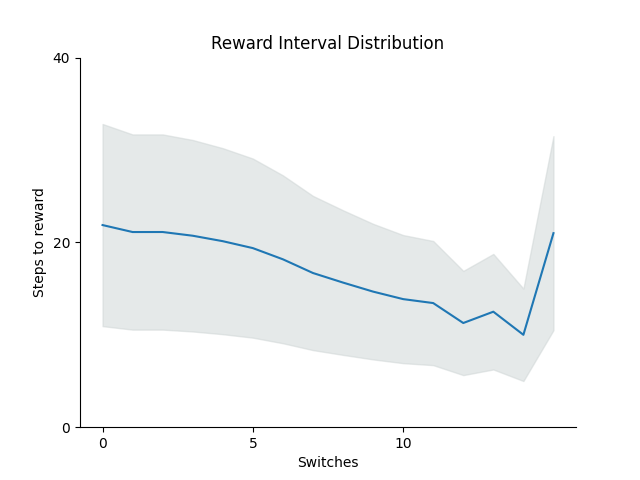 Reward Interval Distribution
40
20
0
Steps to reward
0 5 10
Switches